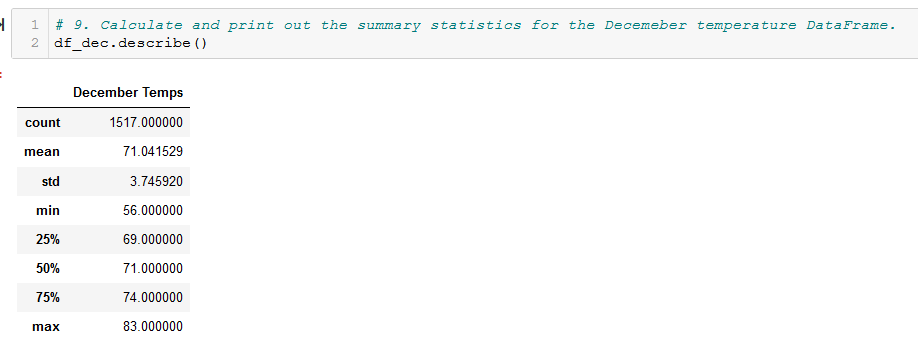 1 # 9. Calculate and print out the summary statistics for the Decemeber temperature DataFrame.
2 df_dec.describe()
December Temps
count 1517.000000
mean 71.041529
std 3.745920
min 56.000000
25% 69.000000
50% 71.000000
75% 74.000000
max 83.000000